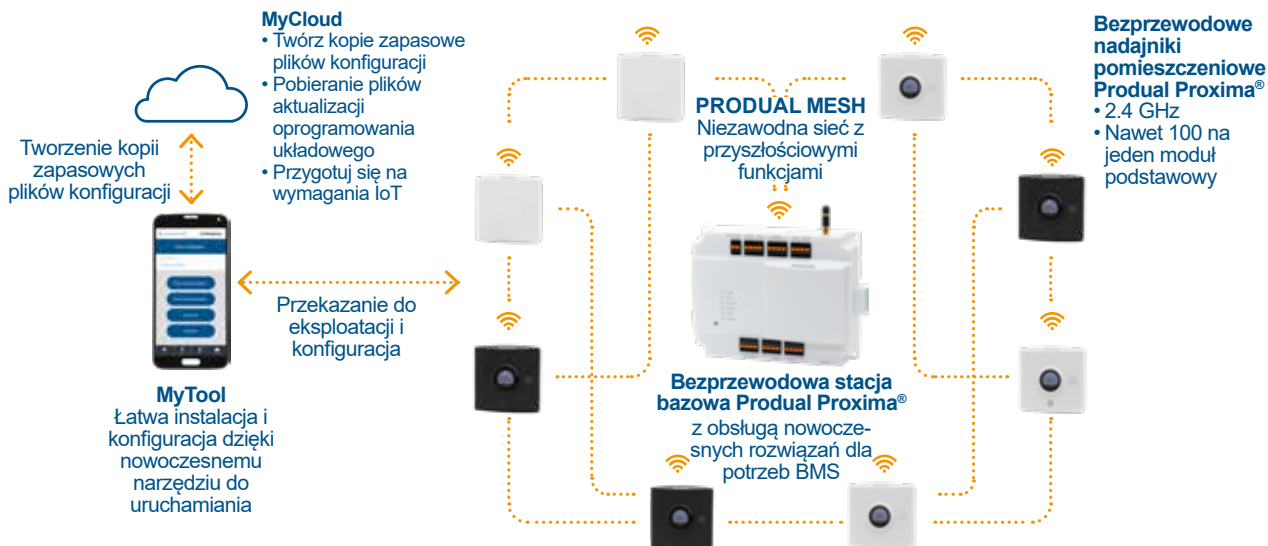 MyCloud
• Twórz kopie zapasowe
plików konfiguracji
• Pobieranie plików
aktualizacji
oprogramowania
układowego
• Przygotuj się na
wymagania IoT
Tworzenie kopii
zapasowych
plików konfiguracji
Przekazanie do
eksploatacji i
konfiguracja
MyTool
Łatwa instalacja i
konfiguracja dzięki
nowoczesnemu
narzędziu do
uruchamiania
PRODUAL MESH
Niezawodna sieć z
przyszłościowymi
funkcjami
Bezprzewodowa stacja
bazowa Produal Proxima®
z obsługą nowocze-
snych rozwiązań dla
potrzeb BMS
Bezprzewodowe
nadajniki
pomieszczeniowe
Produal Proxima®
• 2.4 GHz
• Nawet 100 na
jeden moduł
podstawowy